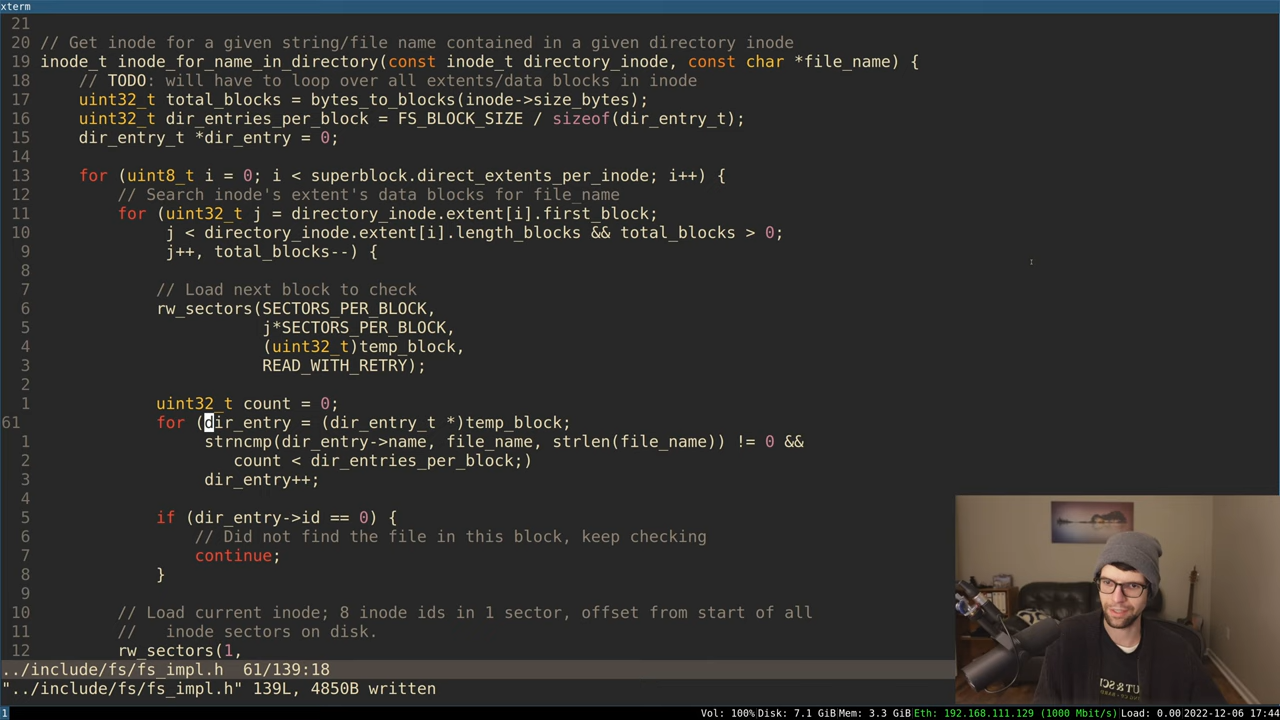 xterm
21
20 // Get inode for a given string/file name contained in a given directory inode
19 inode_t inode_for_name_in_directory(const inode_t directory_inode, const char *file_name) {
18     // TODO: will have to loop over all extents/data blocks in inode
17     uint32_t total_blocks = bytes_to_blocks(inode->size_bytes);
16     uint32_t dir_entries_per_block = FS_BLOCK_SIZE / sizeof(dir_entry_t);
15     dir_entry_t *dir_entry = 0;
14
13     for (uint8_t i = 0; i < superblock.direct_extents_per_inode; i++) {
12         // Search inode's extent's data blocks for file_name
11         for (uint32_t j = directory_inode.extent[i].first_block;
10              j < directory_inode.extent[i].length_blocks && total_blocks > 0;
9              j++, total_blocks--) {
8
7             // Load next block to check
6             rw_sectors(SECTORS_PER_BLOCK,
5                        j*SECTORS_PER_BLOCK,
4                        (uint32_t)temp_block,
3                        READ_WITH_RETRY);
2
1             uint32_t count = 0;
61             for (dir_entry = (dir_entry_t *)temp_block;
1                  strncmp(dir_entry->name, file_name, strlen(file_name)) != 0 &&
2                     count < dir_entries_per_block;)
3                  dir_entry++;
4
5             if (dir_entry->id == 0) {
6                 // Did not find the file in this block, keep checking
7                 continue;
8             }
9
10         // Load current inode; 8 inode ids in 1 sector, offset from start of all
11         //   inode sectors on disk.
12         rw_sectors(1,
../include/fs/fs_impl.h  61/139:18
"../include/fs/fs_impl.h" 139L, 4850B written
1 Vol: 100% Disk: 7.1 GiB Mem: 3.3 GiB Eth: 192.168.111.129 (1000 Mbit/s) Load: 0.00 2022-12-06 17:44